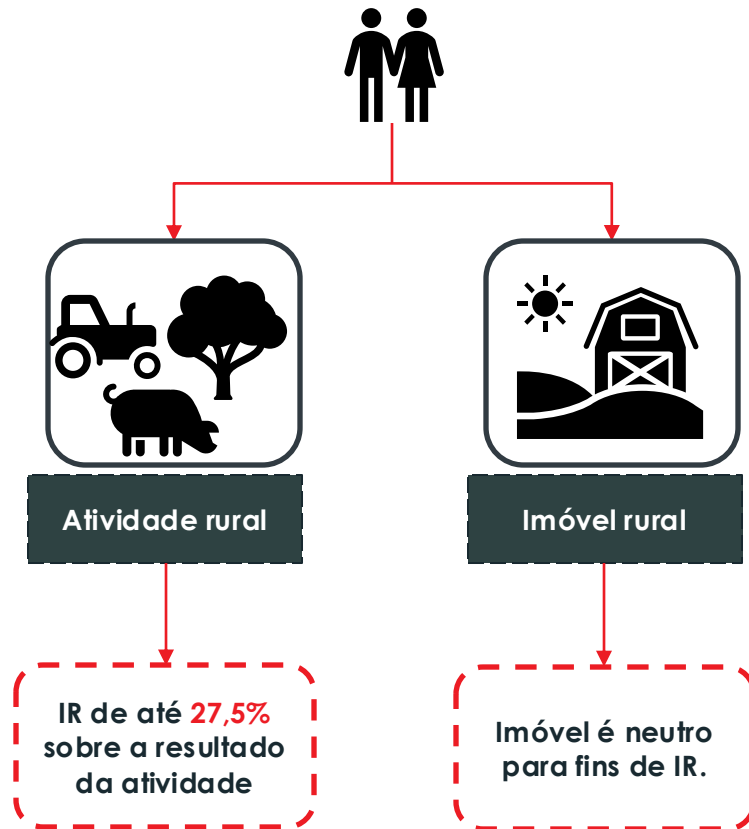 Atividade rural
Imóvel rural
IR de até 27,5%
sobre a resultado
da atividade
Imóvel é neutro
para fins de IR.